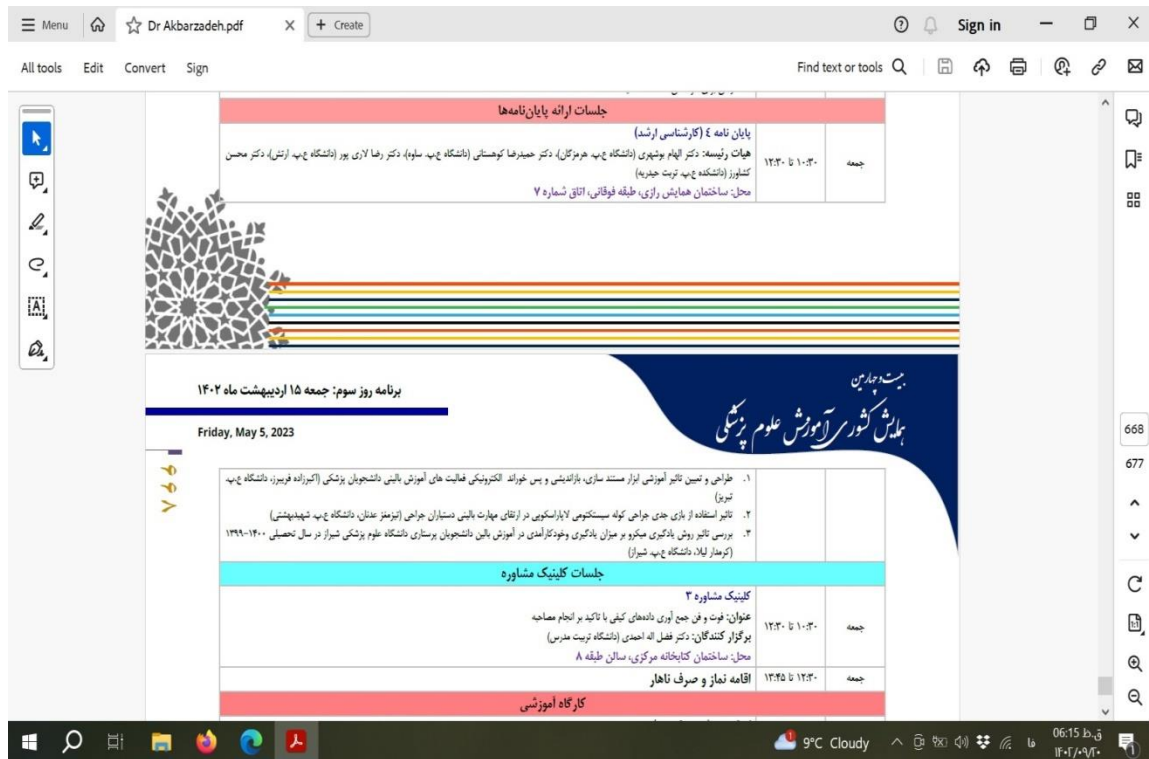 Menu
Dr Akbarzadeh.pdf
Create
Sign in
All tools
Edit
Convert
Sign
Find text or tools
جلسات ارائه پایان‌نامه‌ها
جمعه
۱۰:۳۰ تا ۱۲:۳۰
پایان نامه ٤ (کارشناسی ارشد)
هیات رئیسه: دکتر الهام بوشهری (دانشگاه ع.پ. هرمزگان)، دکتر حمیدرضا کوهستانی (دانشگاه ع.پ. ساوه)، دکتر رضا لاری پور (دانشگاه ع.پ. ارتش)، دکتر محسن
کشاورز (دانشکده ع.پ. تربت حیدریه)
محل: ساختمان همایش رازی، طبقه فوقانی، اتاق شماره ۷
بیست و چهارمین
همایش کشوری آموزش علوم پزشکی
برنامه روز سوم: جمعه ۱۵ اردیبهشت ماه ۱۴۰۲
Friday, May 5, 2023
۶۶۸
۱. طراحی و تعیین تاثیر آموزشی ابزار مستند سازی، بازاندیشی و پس خوراند الکترونیکی فعالیت های آموزش بالینی دانشجویان پزشکی (اکبرزاده فریبرز، دانشگاه ع.پ.
تبریز)
۲. تاثیر استفاده از بازی جدی جراحی کوله سیستکتومی لاپاراسکوپی در ارتقای مهارت بالینی دستیاران جراحی (تیزمغز عدنان، دانشگاه ع.پ. شهیدبهشتی)
۳. بررسی تاثیر روش یادگیری میکرو بر میزان یادگیری وخودکارآمدی در آموزش بالین دانشجویان پرستاری دانشگاه علوم پزشکی شیراز در سال تحصیلی ۱۴۰۰-۱۳۹۹
(کرمدار لیلا، دانشگاه ع.پ. شیراز)
جلسات کلینیک مشاوره
جمعه
۱۰:۳۰ تا ۱۲:۳۰
کلینیک مشاوره ۳
عنوان: فوت و فن جمع آوری داده‌های کیفی با تاکید بر انجام مصاحبه
برگزار کنندگان: دکتر فضل اله احمدی (دانشگاه تربیت مدرس)
محل: ساختمان کتابخانه مرکزی، سالن طبقه ۸
جمعه
۱۲:۳۰ تا ۱۳:۴۵
اقامه نماز و صرف ناهار
کارگاه آموزشی
668
677
9°C Cloudy
فا
06:15 ق.ظ
۱۴۰۲/۰۹/۲۰